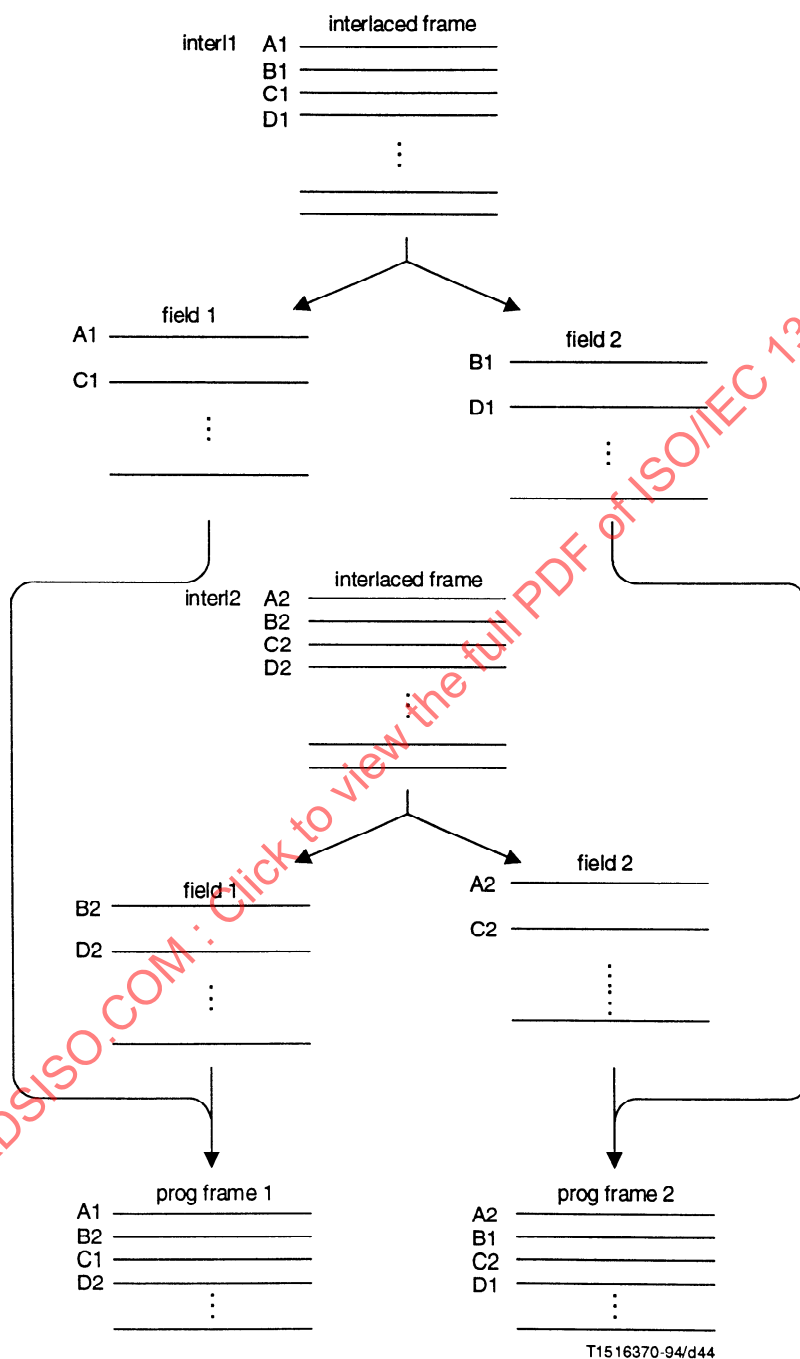 interlaced frame
interl1 A1
B1
C1
D1
field 1
A1
C1
field 2
B1
D1
interlaced frame
interl2 A2
B2
C2
D2
field 1
B2
D2
field 2
A2
C2
prog frame 1
A1
B2
C1
D2
prog frame 2
A2
B1
C2
D1
T1516370-94/d44
DSISO.COM : Click to view the full PDF of ISO/IEC 13